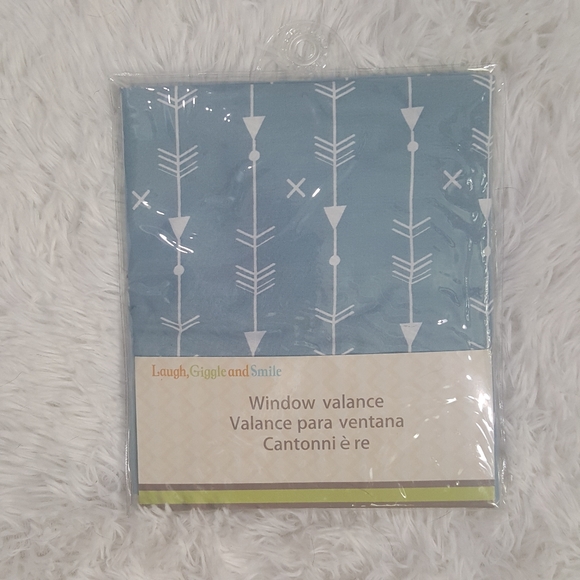 Laugh, Giggle and Smile
Window valance
Valance para ventana
Cantonni è re